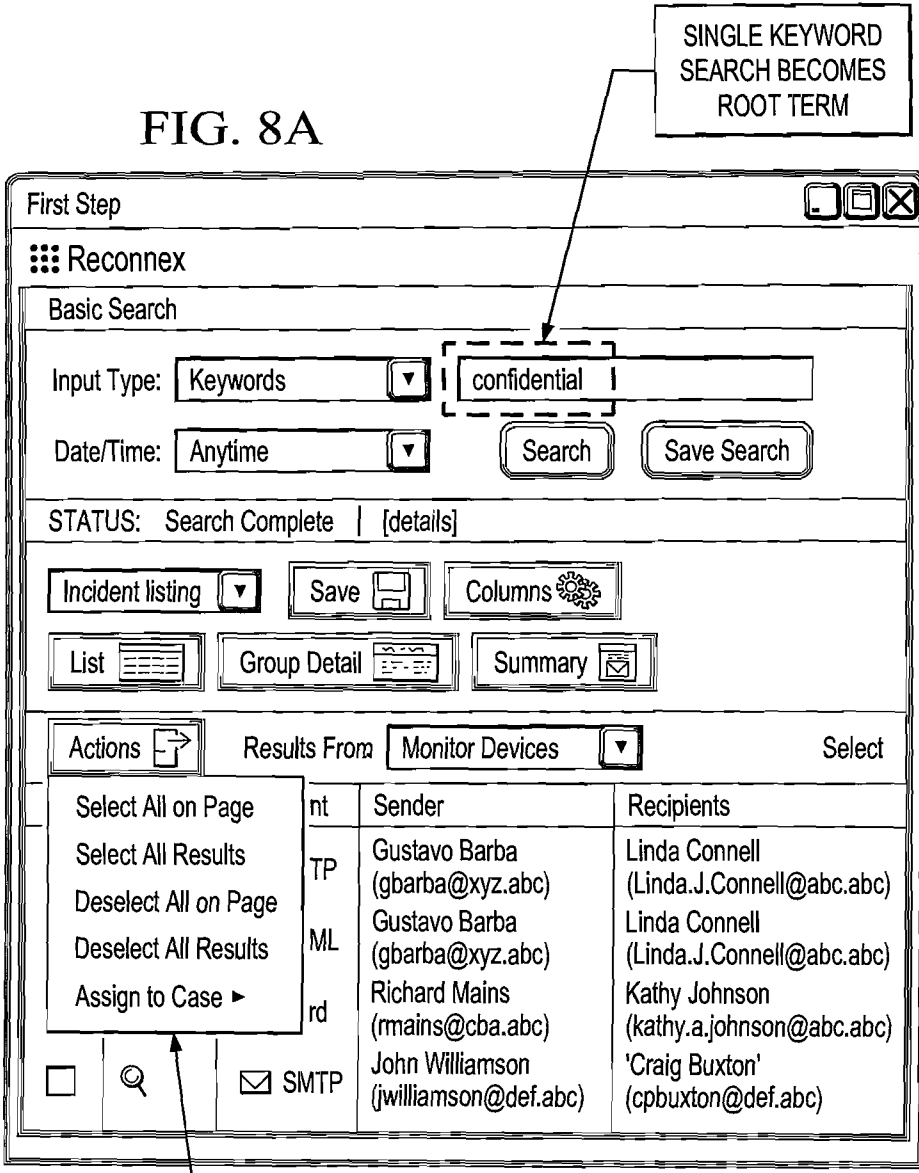 SINGLE KEYWORD
SEARCH BECOMES
ROOT TERM
FIG. 8A
First Step
Reconnex
Basic Search
Input Type: Keywords confidential
Date/Time: Anytime Search Save Search
STATUS: Search Complete | [details]
Incident listing Save Columns
List Group Detail Summary
Actions Results From Monitor Devices Select
nt Sender Recipients
Select All on Page
Select All Results
Deselect All on Page
Deselect All Results
Assign to Case ►
TP Gustavo Barba Linda Connell
(gbarba@xyz.abc) (Linda.J.Connell@abc.abc)
ML Gustavo Barba Linda Connell
(gbarba@xyz.abc) (Linda.J.Connell@abc.abc)
rd Richard Mains Kathy Johnson
(rmains@cba.abc) (kathy.a.johnson@abc.abc)
SMTP John Williamson 'Craig Buxton'
(jwilliamson@def.abc) (cpbuxton@def.abc)